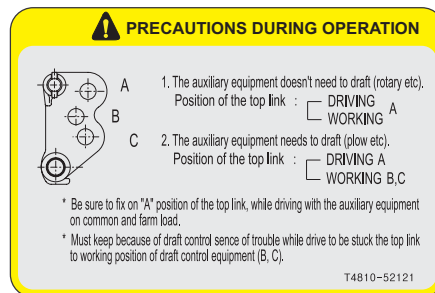 PRECAUTIONS DURING OPERATION
A
B
C
1. The auxiliary equipment doesn't need to draft (rotary etc)
Position of the top link : DRIVING
WORKING A
2. The auxiliary equipment needs to draft (plow etc).
Position of the top link : DRIVING A
WORKING B,C
* Be sure to fix on "A" position of the top link, while driving with the auxiliary equipment
on common and farm load.
* Must keep because of draft control sence of trouble while drive to be stuck the top link
to working position of draft control equipment (B, C).
T4810-52121